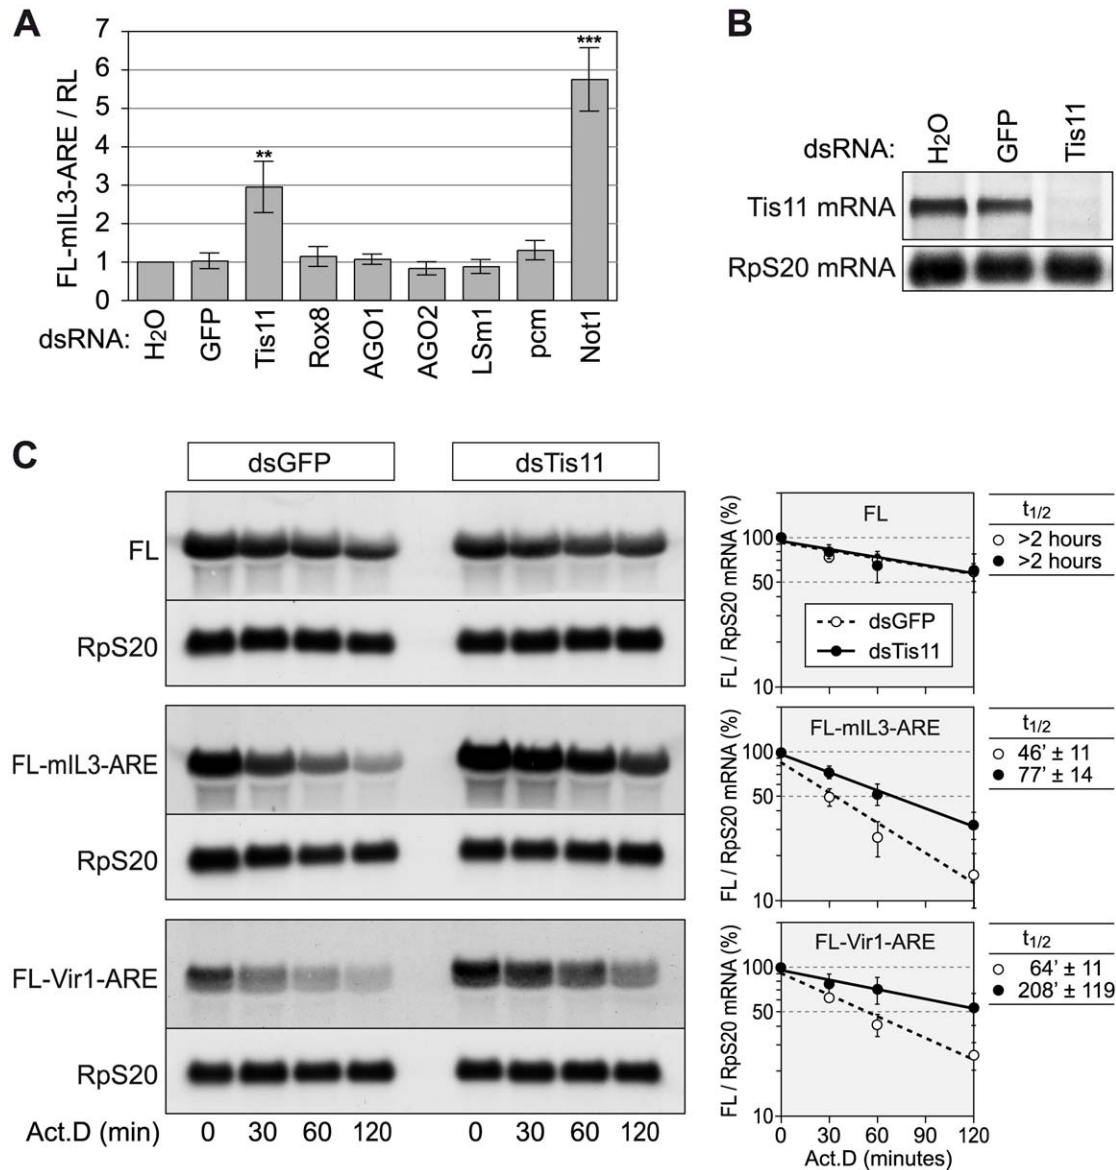 A
FL-mIL3-ARE / RL
7
6
5
4
3
2
1
0
**
***
dsRNA:
H2O
GFP
Tis11
Rox8
AGO1
AGO2
LSm1
pcm
Not1
B
dsRNA:
H2O
GFP
Tis11
Tis11 mRNA
RpS20 mRNA
C
dsGFP
dsTis11
FL
RpS20
FL-mIL3-ARE
RpS20
FL-Vir1-ARE
RpS20
Act.D (min) 0 30 60 120 0 30 60 120
FL / RpS20 mRNA (%)
FL
100
50
10
dsGFP
dsTis11
t1/2
>2 hours
>2 hours
FL / RpS20 mRNA (%)
FL-mIL3-ARE
100
50
10
t1/2
46' ± 11
77' ± 14
FL / RpS20 mRNA (%)
FL-Vir1-ARE
100
50
10
t1/2
64' ± 11
208' ± 119
0 30 60 90 120
Act.D (minutes)